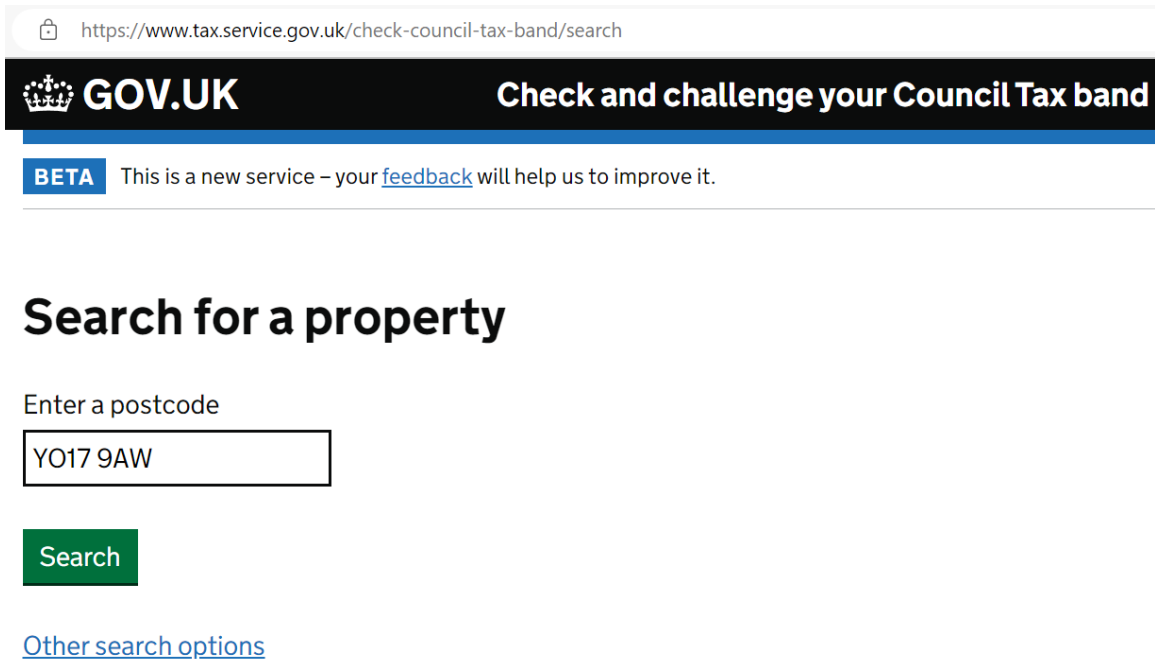 https://www.tax.service.gov.uk/check-council-tax-band/search
GOV.UK Check and challenge your Council Tax band
BETA This is a new service – your feedback will help us to improve it.
Search for a property
Enter a postcode
YO17 9AW
Search
Other search options